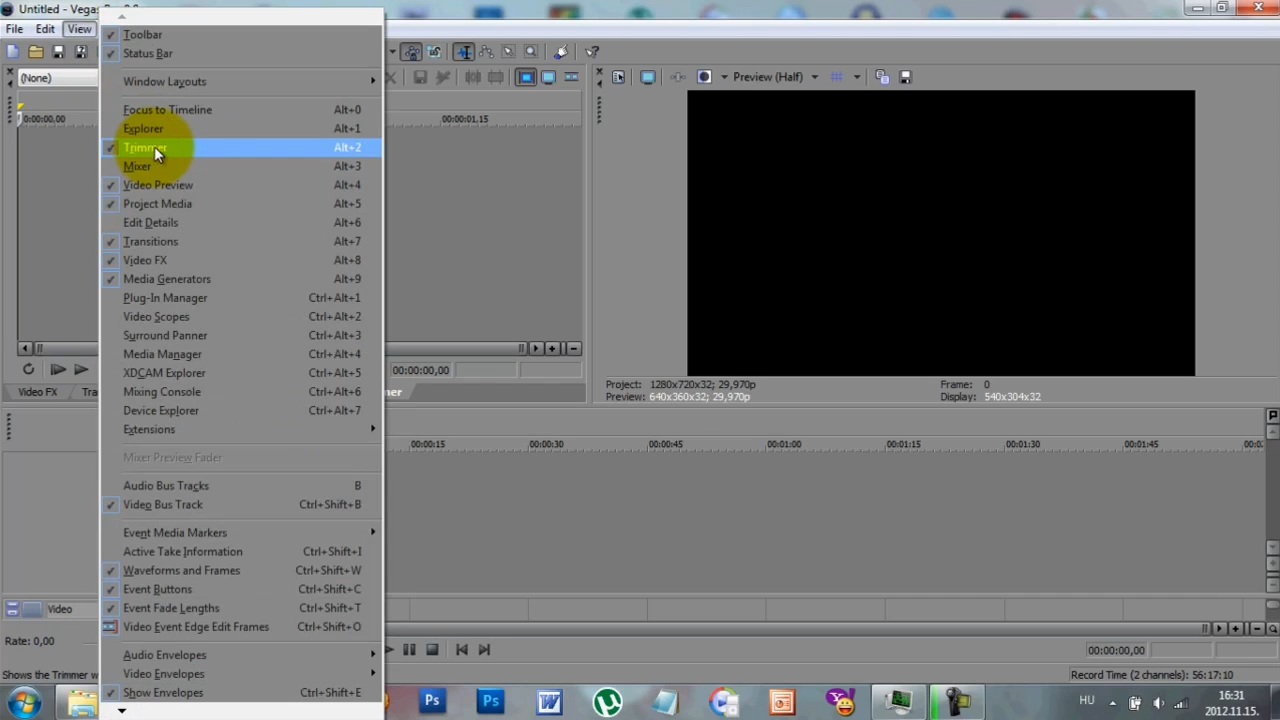 Untitled - Vegas
File Edit View
Toolbar
Status Bar
(None)
Window Layouts
Preview (Half)
Focus to Timeline Alt+0
0:00:00,00
00:00:01,15
Explorer Alt+1
Trimmer Alt+2
Mixer Alt+3
Video Preview Alt+4
Project Media Alt+5
Edit Details Alt+6
Transitions Alt+7
Video FX Alt+8
Media Generators Alt+9
Plug-In Manager Ctrl+Alt+1
Video Scopes Ctrl+Alt+2
Surround Panner Ctrl+Alt+3
Media Manager Ctrl+Alt+4
XDCAM Explorer Ctrl+Alt+5
00:00:00,00
Mixing Console Ctrl+Alt+6
Device Explorer Ctrl+Alt+7
Extensions
Video FX
Project: 1280x720x32; 29,970p
Preview: 640x360x32; 29,970p
Frame: 0
Display: 540x304x32
00:00:15 00:00:30 00:00:45 00:01:00 00:01:15 00:01:30 00:01:45
Mixer Preview Fader
Audio Bus Tracks B
Video Bus Track Ctrl+Shift+B
Event Media Markers
Active Take Information Ctrl+Shift+I
Waveforms and Frames Ctrl+Shift+W
Event Buttons Ctrl+Shift+C
Event Fade Lengths Ctrl+Shift+T
Video Event Edge Edit Frames Ctrl+Shift+O
Video
Rate: 0,00
Audio Envelopes
Video Envelopes
Show Envelopes Ctrl+Shift+E
00:00:00,00
Shows the Trimmer w
Record Time (2 channels): 56:17:10
Ps Ps W
HU
16:31
2012.11.15.